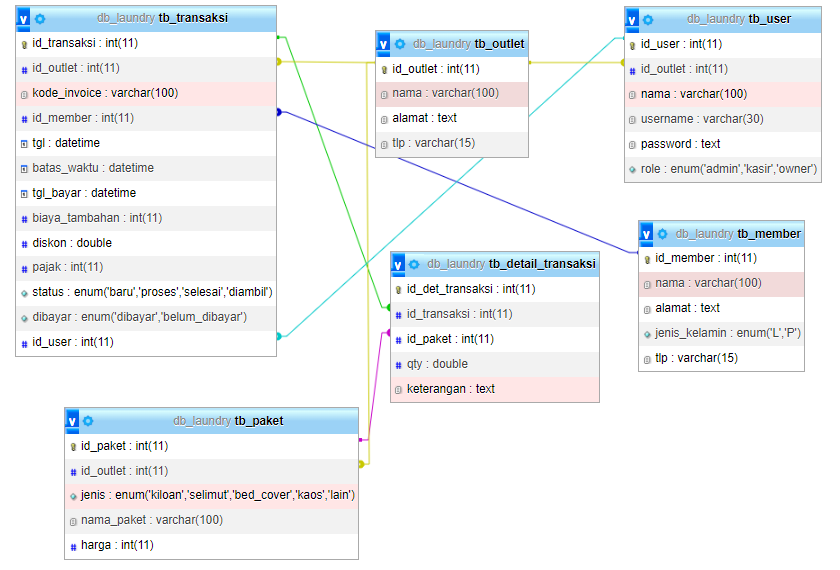 db_laundry tb_transaksi
id_transaksi : int(11)
id_outlet : int(11)
kode_invoice : varchar(100)
id_member : int(11)
tgl : datetime
batas_waktu : datetime
tgl_bayar : datetime
biaya_tambahan : int(11)
diskon : double
pajak : int(11)
status : enum('baru','proses','selesai','diambil')
dibayar : enum('dibayar','belum_dibayar')
id_user : int(11)
db_laundry tb_outlet
id_outlet : int(11)
nama : varchar(100)
alamat : text
tlp : varchar(15)
db_laundry tb_user
id_user : int(11)
id_outlet : int(11)
nama : varchar(100)
username : varchar(30)
password : text
role : enum('admin','kasir','owner')
db_laundry tb_member
id_member : int(11)
nama : varchar(100)
alamat : text
jenis_kelamin : enum('L','P')
tlp : varchar(15)
db_laundry tb_detail_transaksi
id_det_transaksi : int(11)
id_transaksi : int(11)
id_paket : int(11)
qty : double
keterangan : text
db_laundry tb_paket
id_paket : int(11)
id_outlet : int(11)
jenis : enum('kiloan','selimut','bed_cover','kaos','lain')
nama_paket : varchar(100)
harga : int(11)